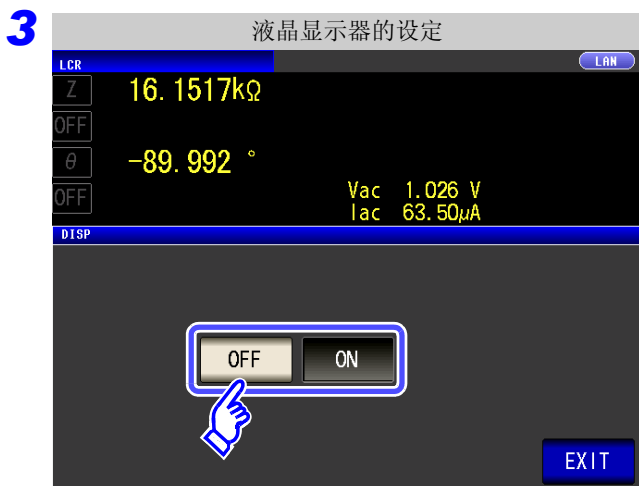 3
液晶显示器的设定
LCR
LAN
Z 16.1517kΩ
OFF
θ -89.992 °
OFF
Vac 1.026 V
Iac 63.50μA
DISP
OFF ON
EXIT